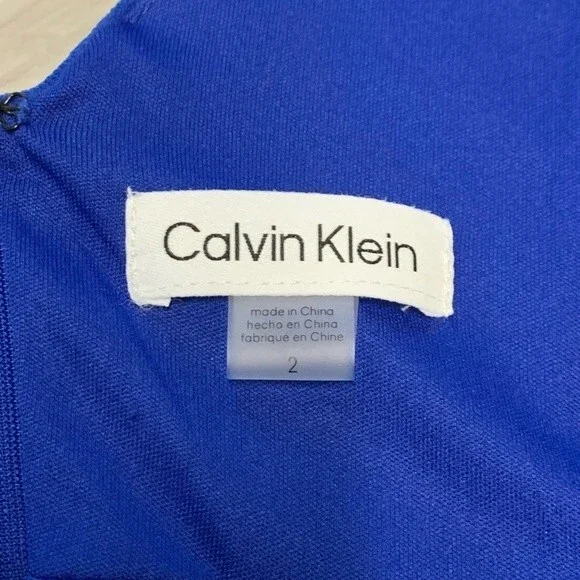 Calvin Klein
made in China
hecho en China
fabriqué en Chine
2